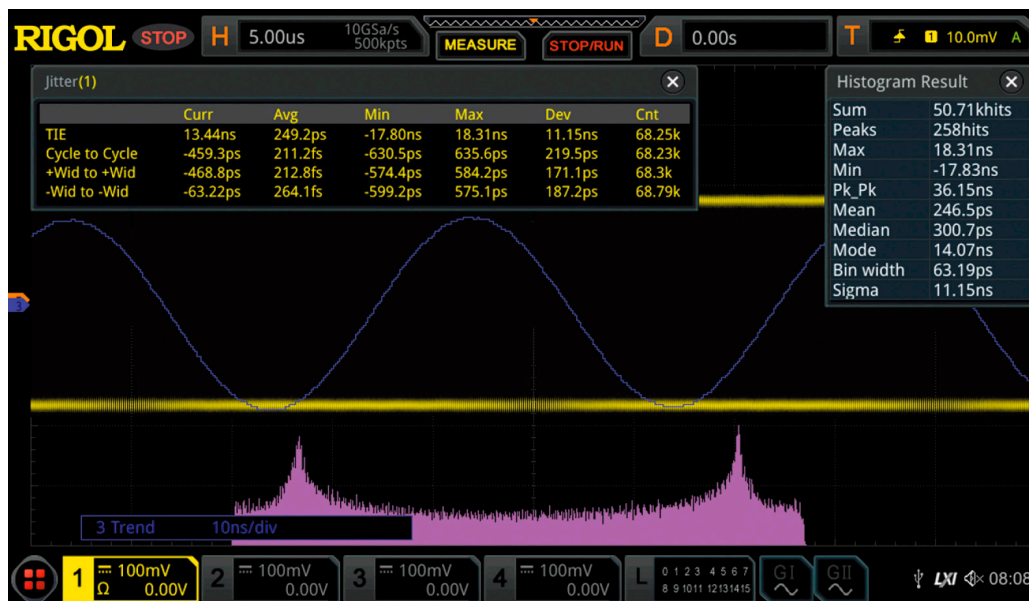 RIGOL STOP H 5.00us 10GSa/s 500kpts MEASURE STOP/RUN D 0.00s T 1 10.0mV A
Jitter(1)
Curr Avg Min Max Dev Cnt
TIE 13.44ns 249.2ps -17.80ns 18.31ns 11.15ns 68.25k
Cycle to Cycle -459.3ps 211.2fs -630.5ps 635.6ps 219.5ps 68.23k
+Wid to +Wid -468.8ps 212.8fs -574.4ps 584.2ps 171.1ps 68.3k
-Wid to -Wid -63.22ps 264.1fs -599.2ps 575.1ps 187.2ps 68.79k
Histogram Result
Sum 50.71khits
Peaks 258hits
Max 18.31ns
Min -17.83ns
Pk_Pk 36.15ns
Mean 246.5ps
Median 300.7ps
Mode 14.07ns
Bin width 63.19ps
Sigma 11.15ns
3
3 Trend 10ns/div
1 100mV Ω 0.00V
2 100mV 0.00V
3 100mV 0.00V
4 100mV 0.00V
L 0 1 2 3 4 5 6 7
8 9 10 11 12 13 14 15
GI GII
LXI 08:08